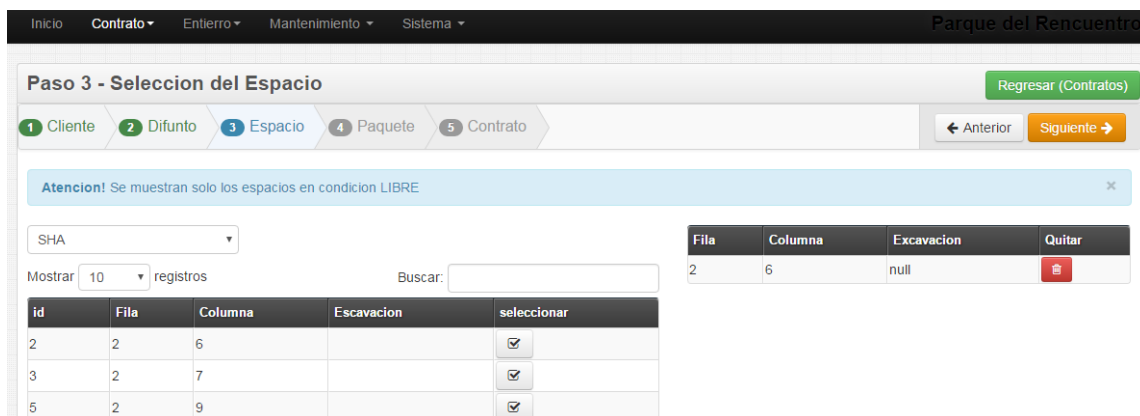 Inicio Contrato Entierro Mantenimiento Sistema Parque del Rencuentro
Paso 3 - Seleccion del Espacio Regresar (Contratos)
1 Cliente 2 Difunto 3 Espacio 4 Paquete 5 Contrato Anterior Siguiente
Atencion! Se muestran solo los espacios en condicion LIBRE ×
SHA
Mostrar 10 registros Buscar:
id Fila Columna Escavacion seleccionar
2 2 6
3 2 7
5 2 9
Fila Columna Excavacion Quitar
2 6 null